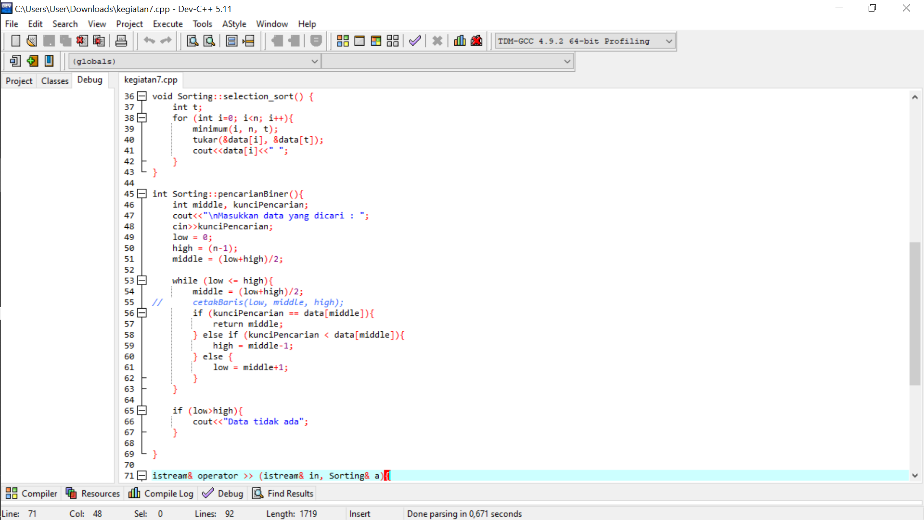 C:\Users\User\Downloads\kegiatan7.cpp - Dev-C++ 5.11
File Edit Search View Project Execute Tools AStyle Window Help
TDM-GCC 4.9.2 64-bit Profiling
(globals)
Project Classes Debug kegiatan7.cpp
36 void Sorting::selection_sort() {
37 int t;
38 for (int i=0; i<n; i++){
39 minimum(i, n, t);
40 tukar(&data[i], &data[t]);
41 cout<<data[i]<<" ";
42 }
43 }
44
45 int Sorting::pencarianBiner(){
46 int middle, kunciPencarian;
47 cout<<"\nMasukkan data yang dicari : ";
48 cin>>kunciPencarian;
49 low = 0;
50 high = (n-1);
51 middle = (low+high)/2;
52
53 while (low <= high){
54 middle = (low+high)/2;
55 // cetakBaris(low, middle, high);
56 if (kunciPencarian == data[middle]){
57 return middle;
58 } else if (kunciPencarian < data[middle]){
59 high = middle-1;
60 } else {
61 low = middle+1;
62 }
63 }
64
65 if (low>high){
66 cout<<"Data tidak ada";
67 }
68
69 }
70
71 istream& operator >> (istream& in, Sorting& a){
Compiler Resources Compile Log Debug Find Results
Line: 71 Col: 48 Sel: 0 Lines: 92 Length: 1719 Insert Done parsing in 0,671 seconds